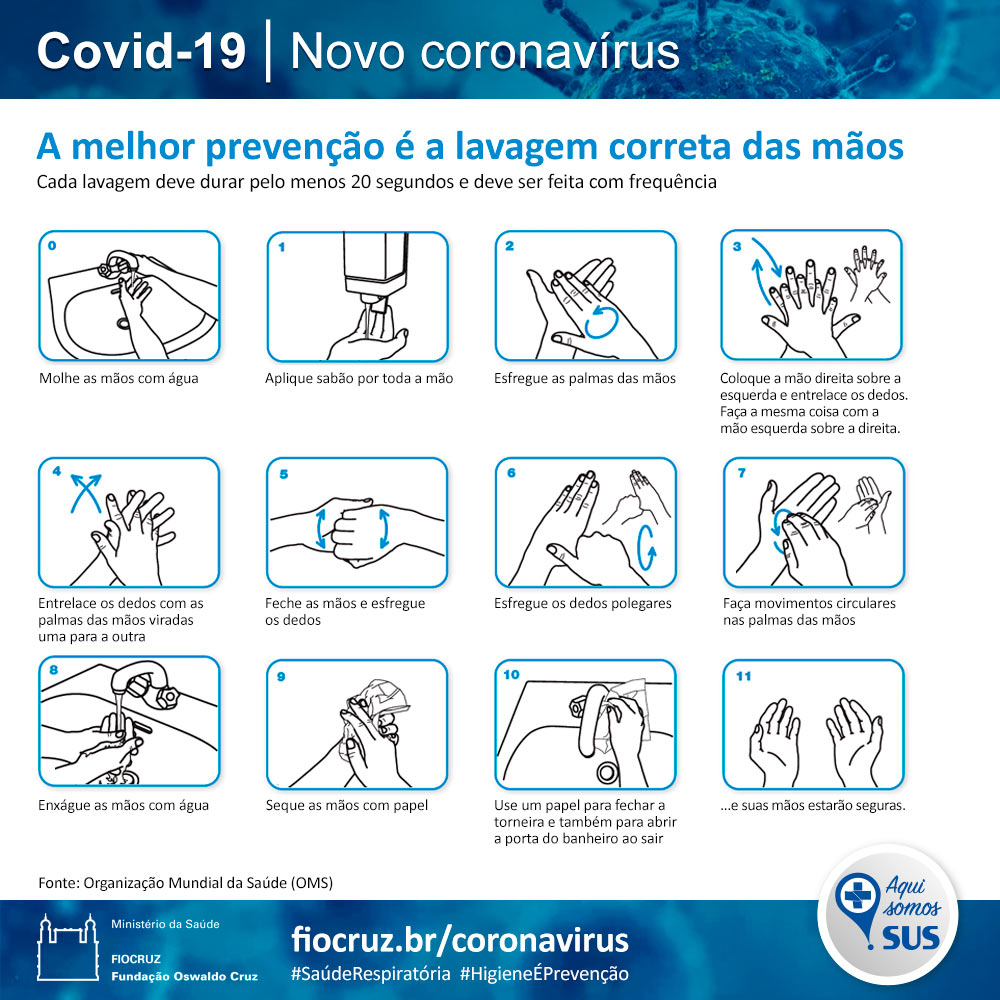 Covid-19 | Novo coronavírus
A melhor prevenção é a lavagem correta das mãos
Cada lavagem deve durar pelo menos 20 segundos e deve ser feita com frequência
0
Molhe as mãos com água
1
Aplique sabão por toda a mão
2
Esfregue as palmas das mãos
3
Coloque a mão direita sobre a
esquerda e entrelace os dedos.
Faça a mesma coisa com a
mão esquerda sobre a direita.
4
Entrelace os dedos com as
palmas das mãos viradas
uma para a outra
5
Feche as mãos e esfregue
os dedos
6
Esfregue os dedos polegares
7
Faça movimentos circulares
nas palmas das mãos
8
Enxágue as mãos com água
9
Seque as mãos com papel
10
Use um papel para fechar a
torneira e também para abrir
a porta do banheiro ao sair
11
...e suas mãos estarão seguras.
Fonte: Organização Mundial da Saúde (OMS)
Ministério da Saúde
FIOCRUZ
Fundação Oswaldo Cruz
fiocruz.br/coronavirus
#SaúdeRespiratória #HigieneÉPrevenção
Aqui
somos
SUS